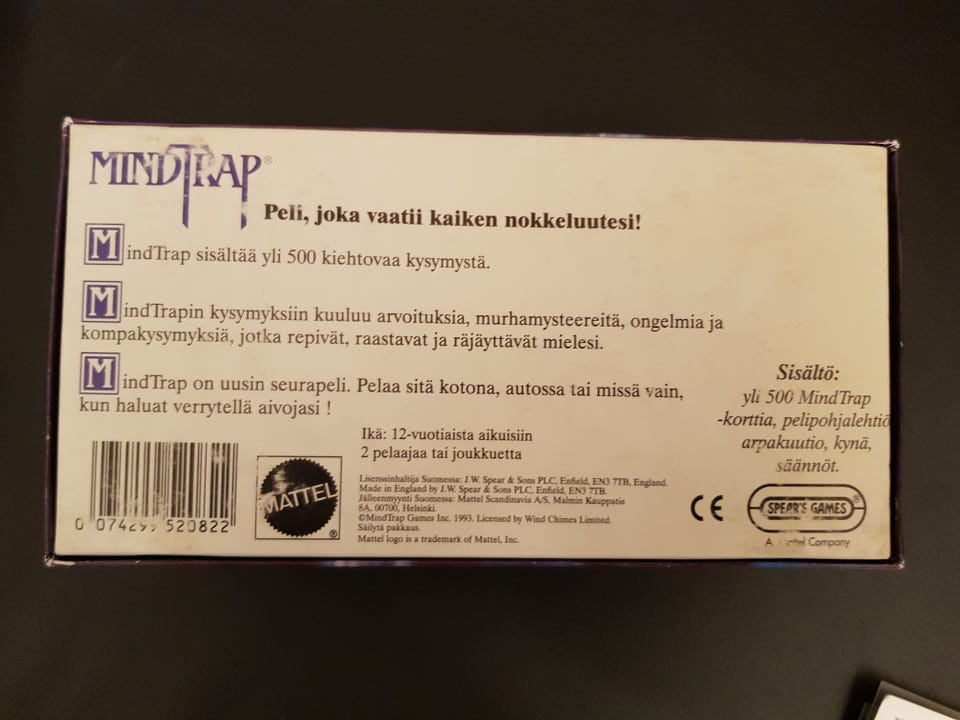 MINDTRAP®
Peli, joka vaatii kaiken nokkeluutesi!
MindTrap sisältää yli 500 kiehtovaa kysymystä.
MindTrapin kysymyksiin kuuluu arvoituksia, murhamysteereitä, ongelmia ja
kompakysymyksiä, jotka repivät, raastavat ja räjäyttävät mielesi.
MindTrap on uusin seurapeli. Pelaa sitä kotona, autossa tai missä vain,
kun haluat verrytellä aivojasi !
Sisältö:
yli 500 MindTrap
-korttia, pelipohjalehtiö
arpakuutio, kynä,
säännöt.
Ikä: 12-vuotiaista aikuisiin
2 pelaajaa tai joukkuetta
Lisenssinhaltija Suomessa: J.W. Spear & Sons PLC, Enfield, EN3 7TB, England.
Made in England by J.W. Spear & Sons PLC, Enfield, EN3 7TB.
Jälleenmyynti Suomessa: Mattel Scandinavia A/S, Malmin Kauppatie
8A, 00700, Helsinki.
©MindTrap Games Inc. 1993. Licensed by Wind Chimes Limited.
Säilytä pakkaus.
Mattel logo is a trademark of Mattel, Inc.
0 074299 520822
MATTEL
®
CE
SPEAR'S GAMES®
A Mattel Company